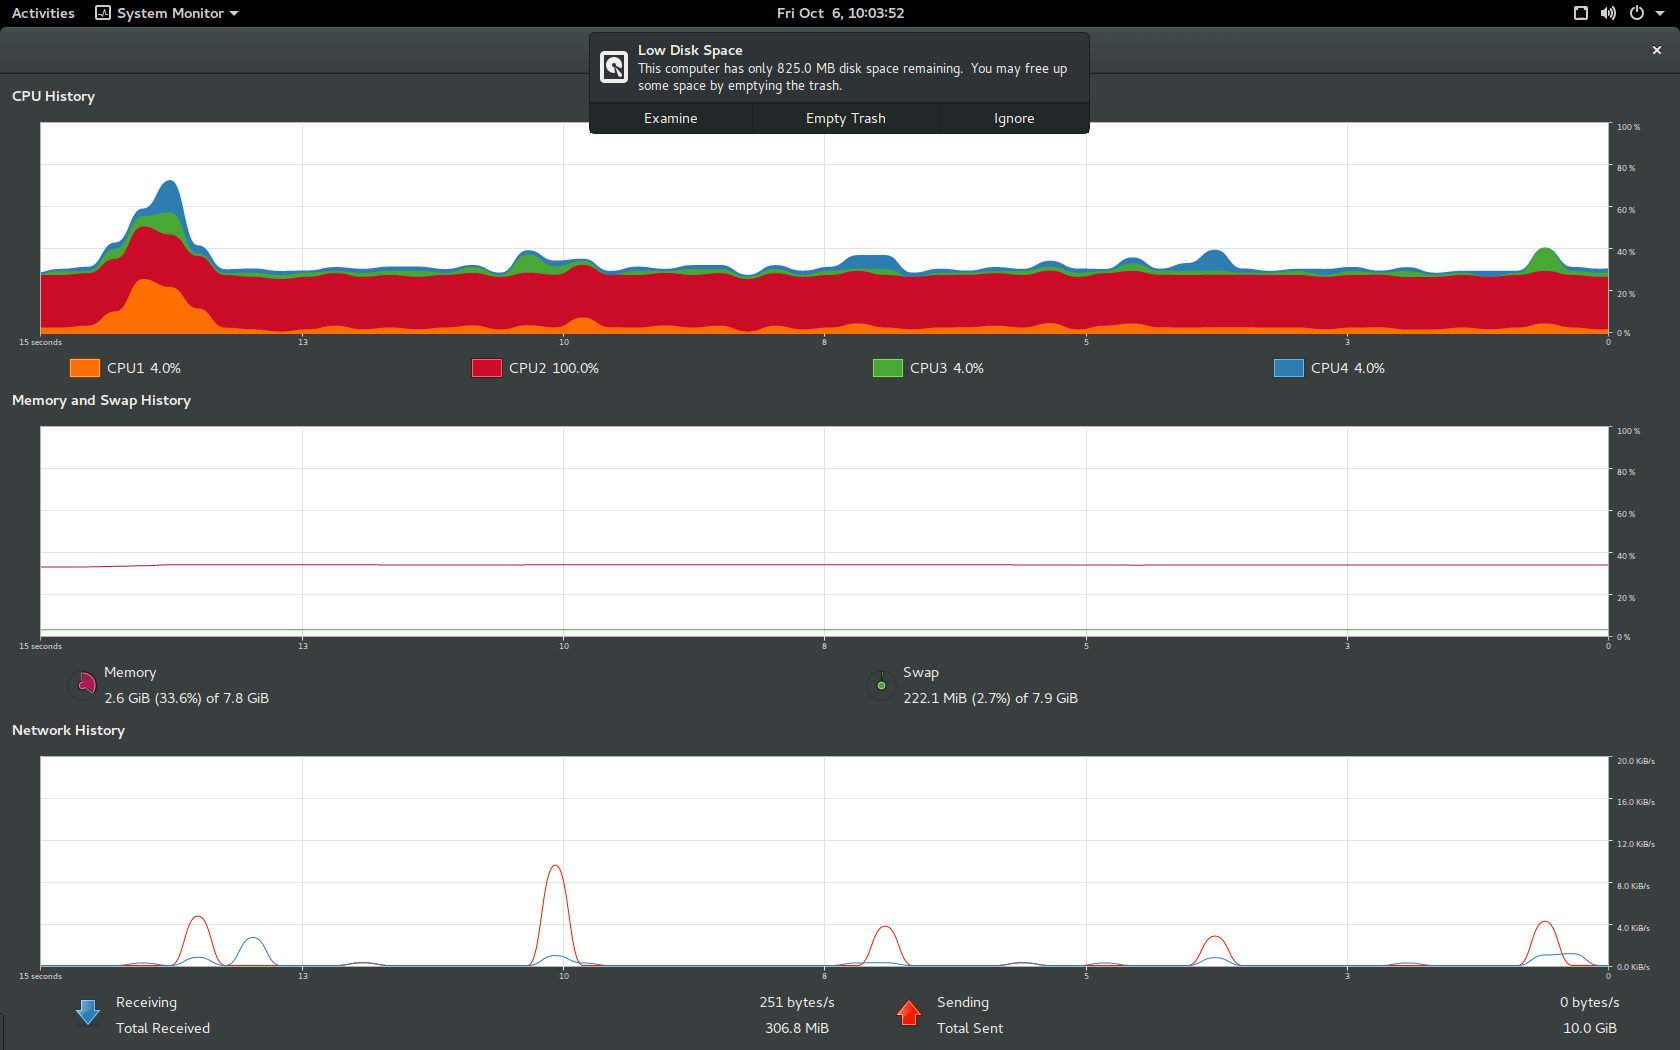 Activities System Monitor Fri Oct 6, 10:03:52
Low Disk Space
This computer has only 825.0 MB disk space remaining. You may free up
some space by emptying the trash.
Examine Empty Trash Ignore
CPU History
100 %
80 %
60 %
40 %
20 %
0 %
15 seconds 13 10 8 5 3 0
CPU1 4.0% CPU2 100.0% CPU3 4.0% CPU4 4.0%
Memory and Swap History
100 %
80 %
60 %
40 %
20 %
0 %
15 seconds 13 10 8 5 3 0
Memory Swap
2.6 GiB (33.6%) of 7.8 GiB 222.1 MiB (2.7%) of 7.9 GiB
Network History
20.0 KiB/s
16.0 KiB/s
12.0 KiB/s
8.0 KiB/s
4.0 KiB/s
0.0 KiB/s
15 seconds 13 10 8 5 3 0
Receiving 251 bytes/s Sending 0 bytes/s
Total Received 306.8 MiB Total Sent 10.0 GiB